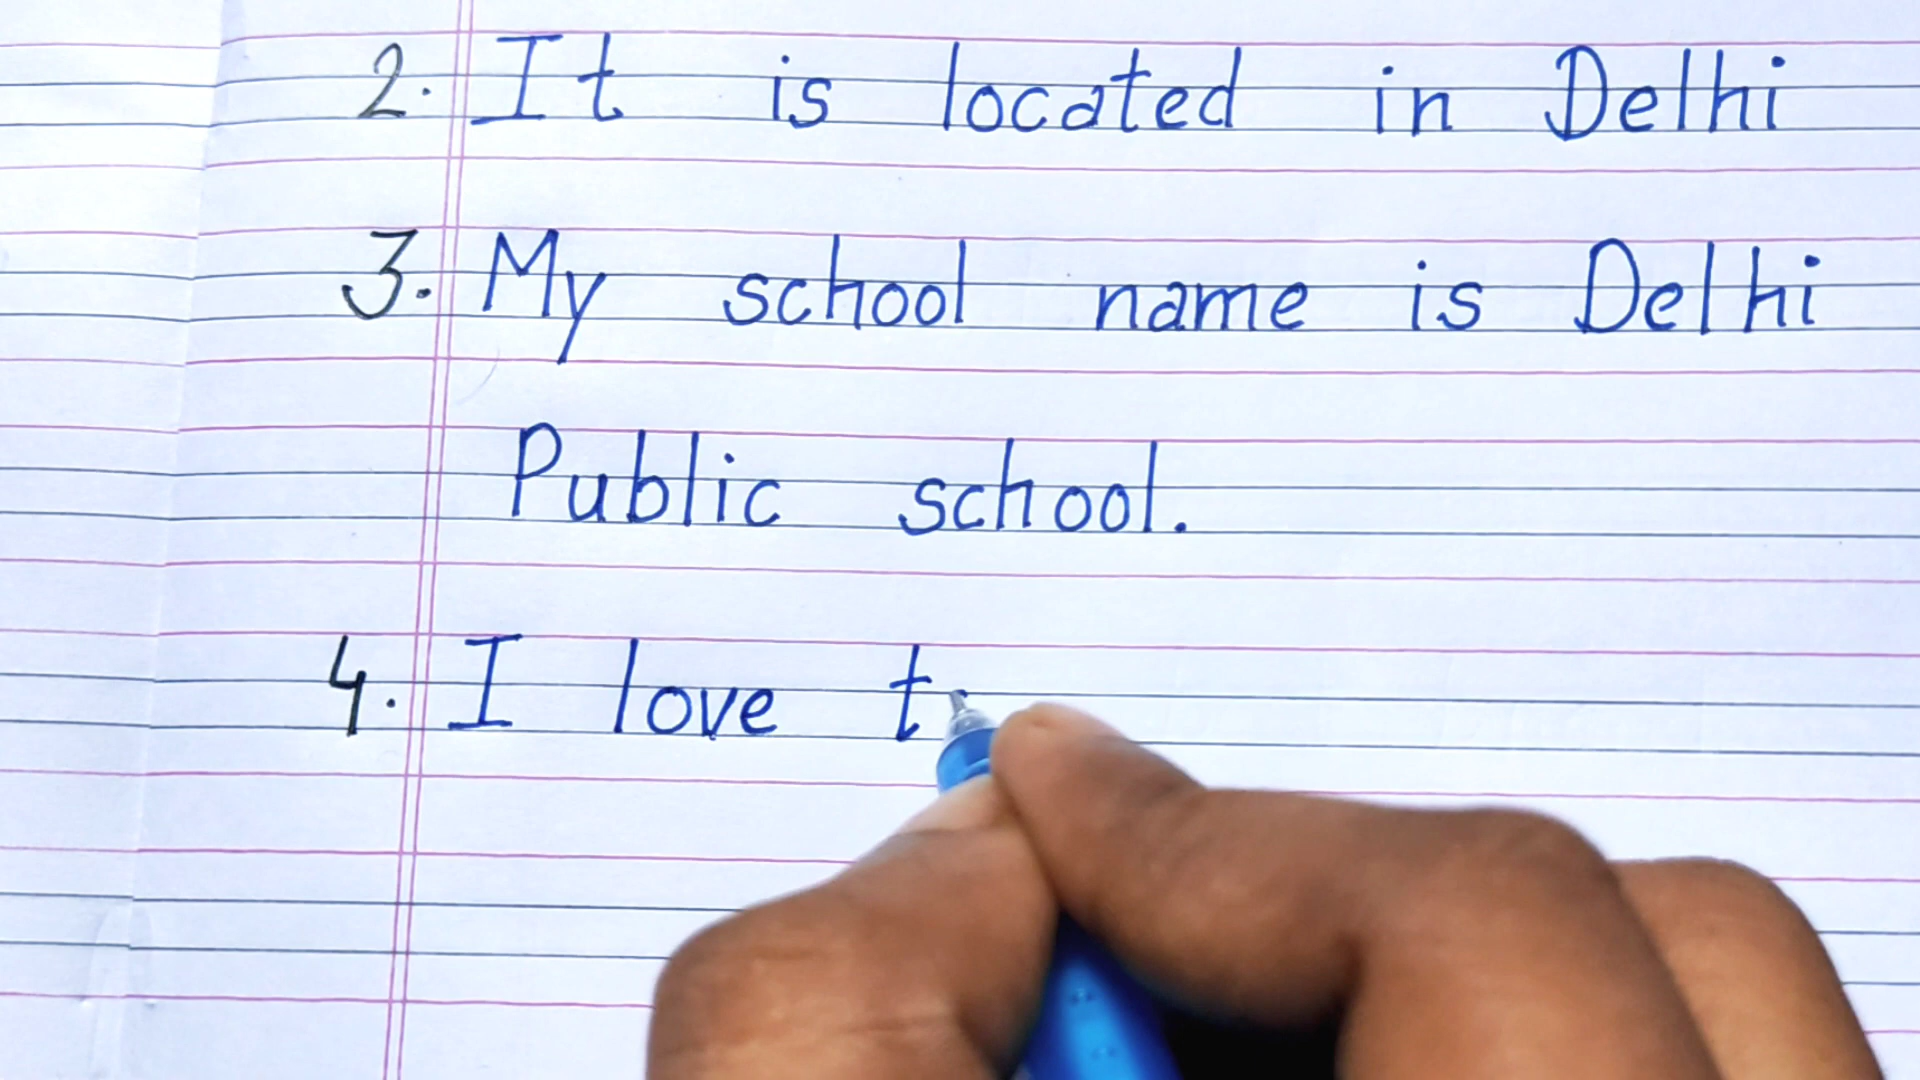 2. It is located in Delhi
3. My school name is Delhi
Public school.
4. I love t